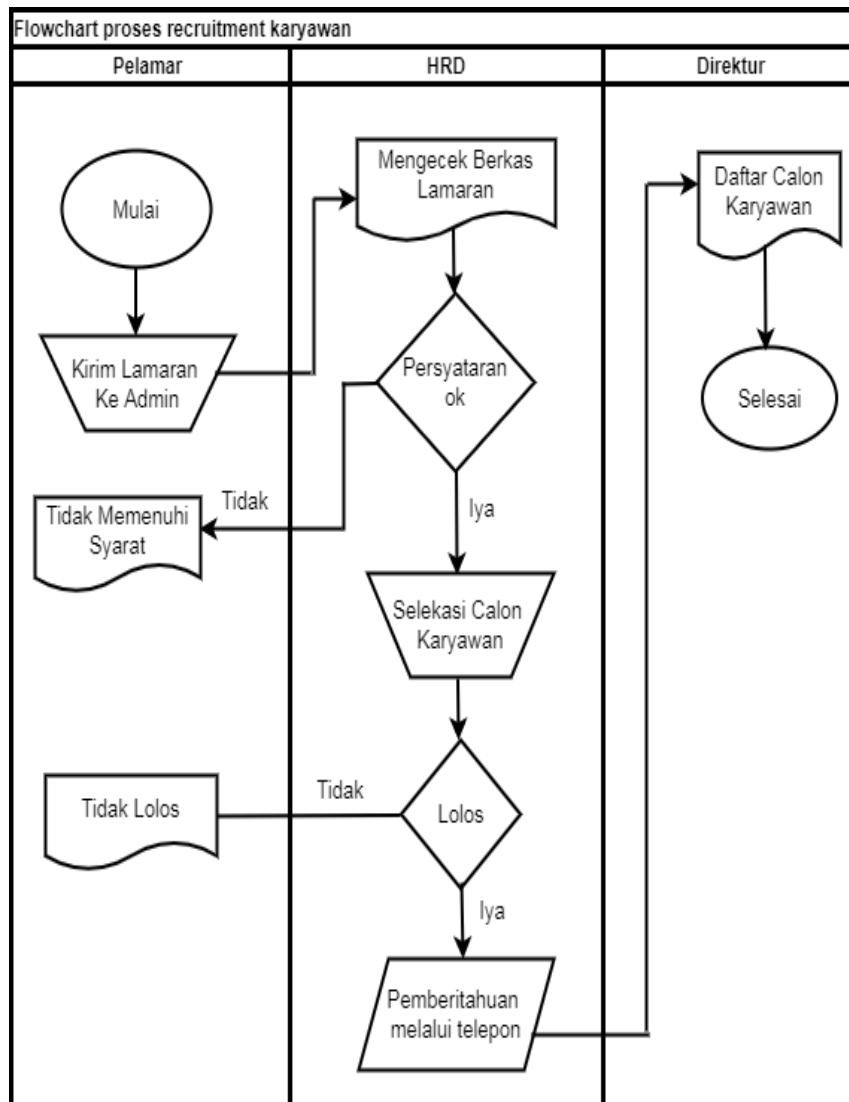 Flowchart proses recruitment karyawan
Pelamar
HRD
Direktur
Mulai
Kirim Lamaran
Ke Admin
Tidak Memenuhi
Syarat
Tidak Lolos
Mengecek Berkas
Lamaran
Persyataran
ok
Tidak
Iya
Selekasi Calon
Karyawan
Tidak
Lolos
Iya
Pemberitahuan
melalui telepon
Daftar Calon
Karyawan
Selesai